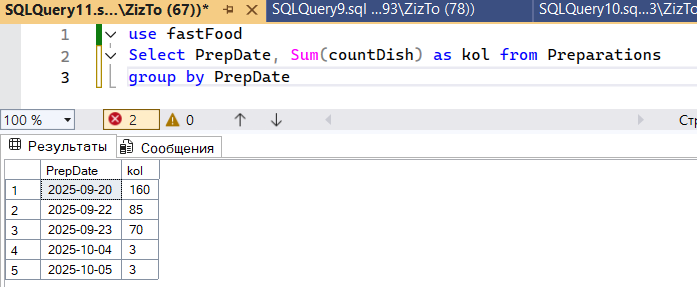 SQLQuery11.s...\ZizTo (67))* SQLQuery9.sql ...93\ZizTo (78)) SQLQuery10.sq...3\ZizTo
1 use fastFood
2 Select PrepDate, Sum(countDish) as kol from Preparations
3 group by PrepDate
100 % 2 0 Стр
Результаты Сообщения
PrepDate kol
1 2025-09-20 160
2 2025-09-22 85
3 2025-09-23 70
4 2025-10-04 3
5 2025-10-05 3